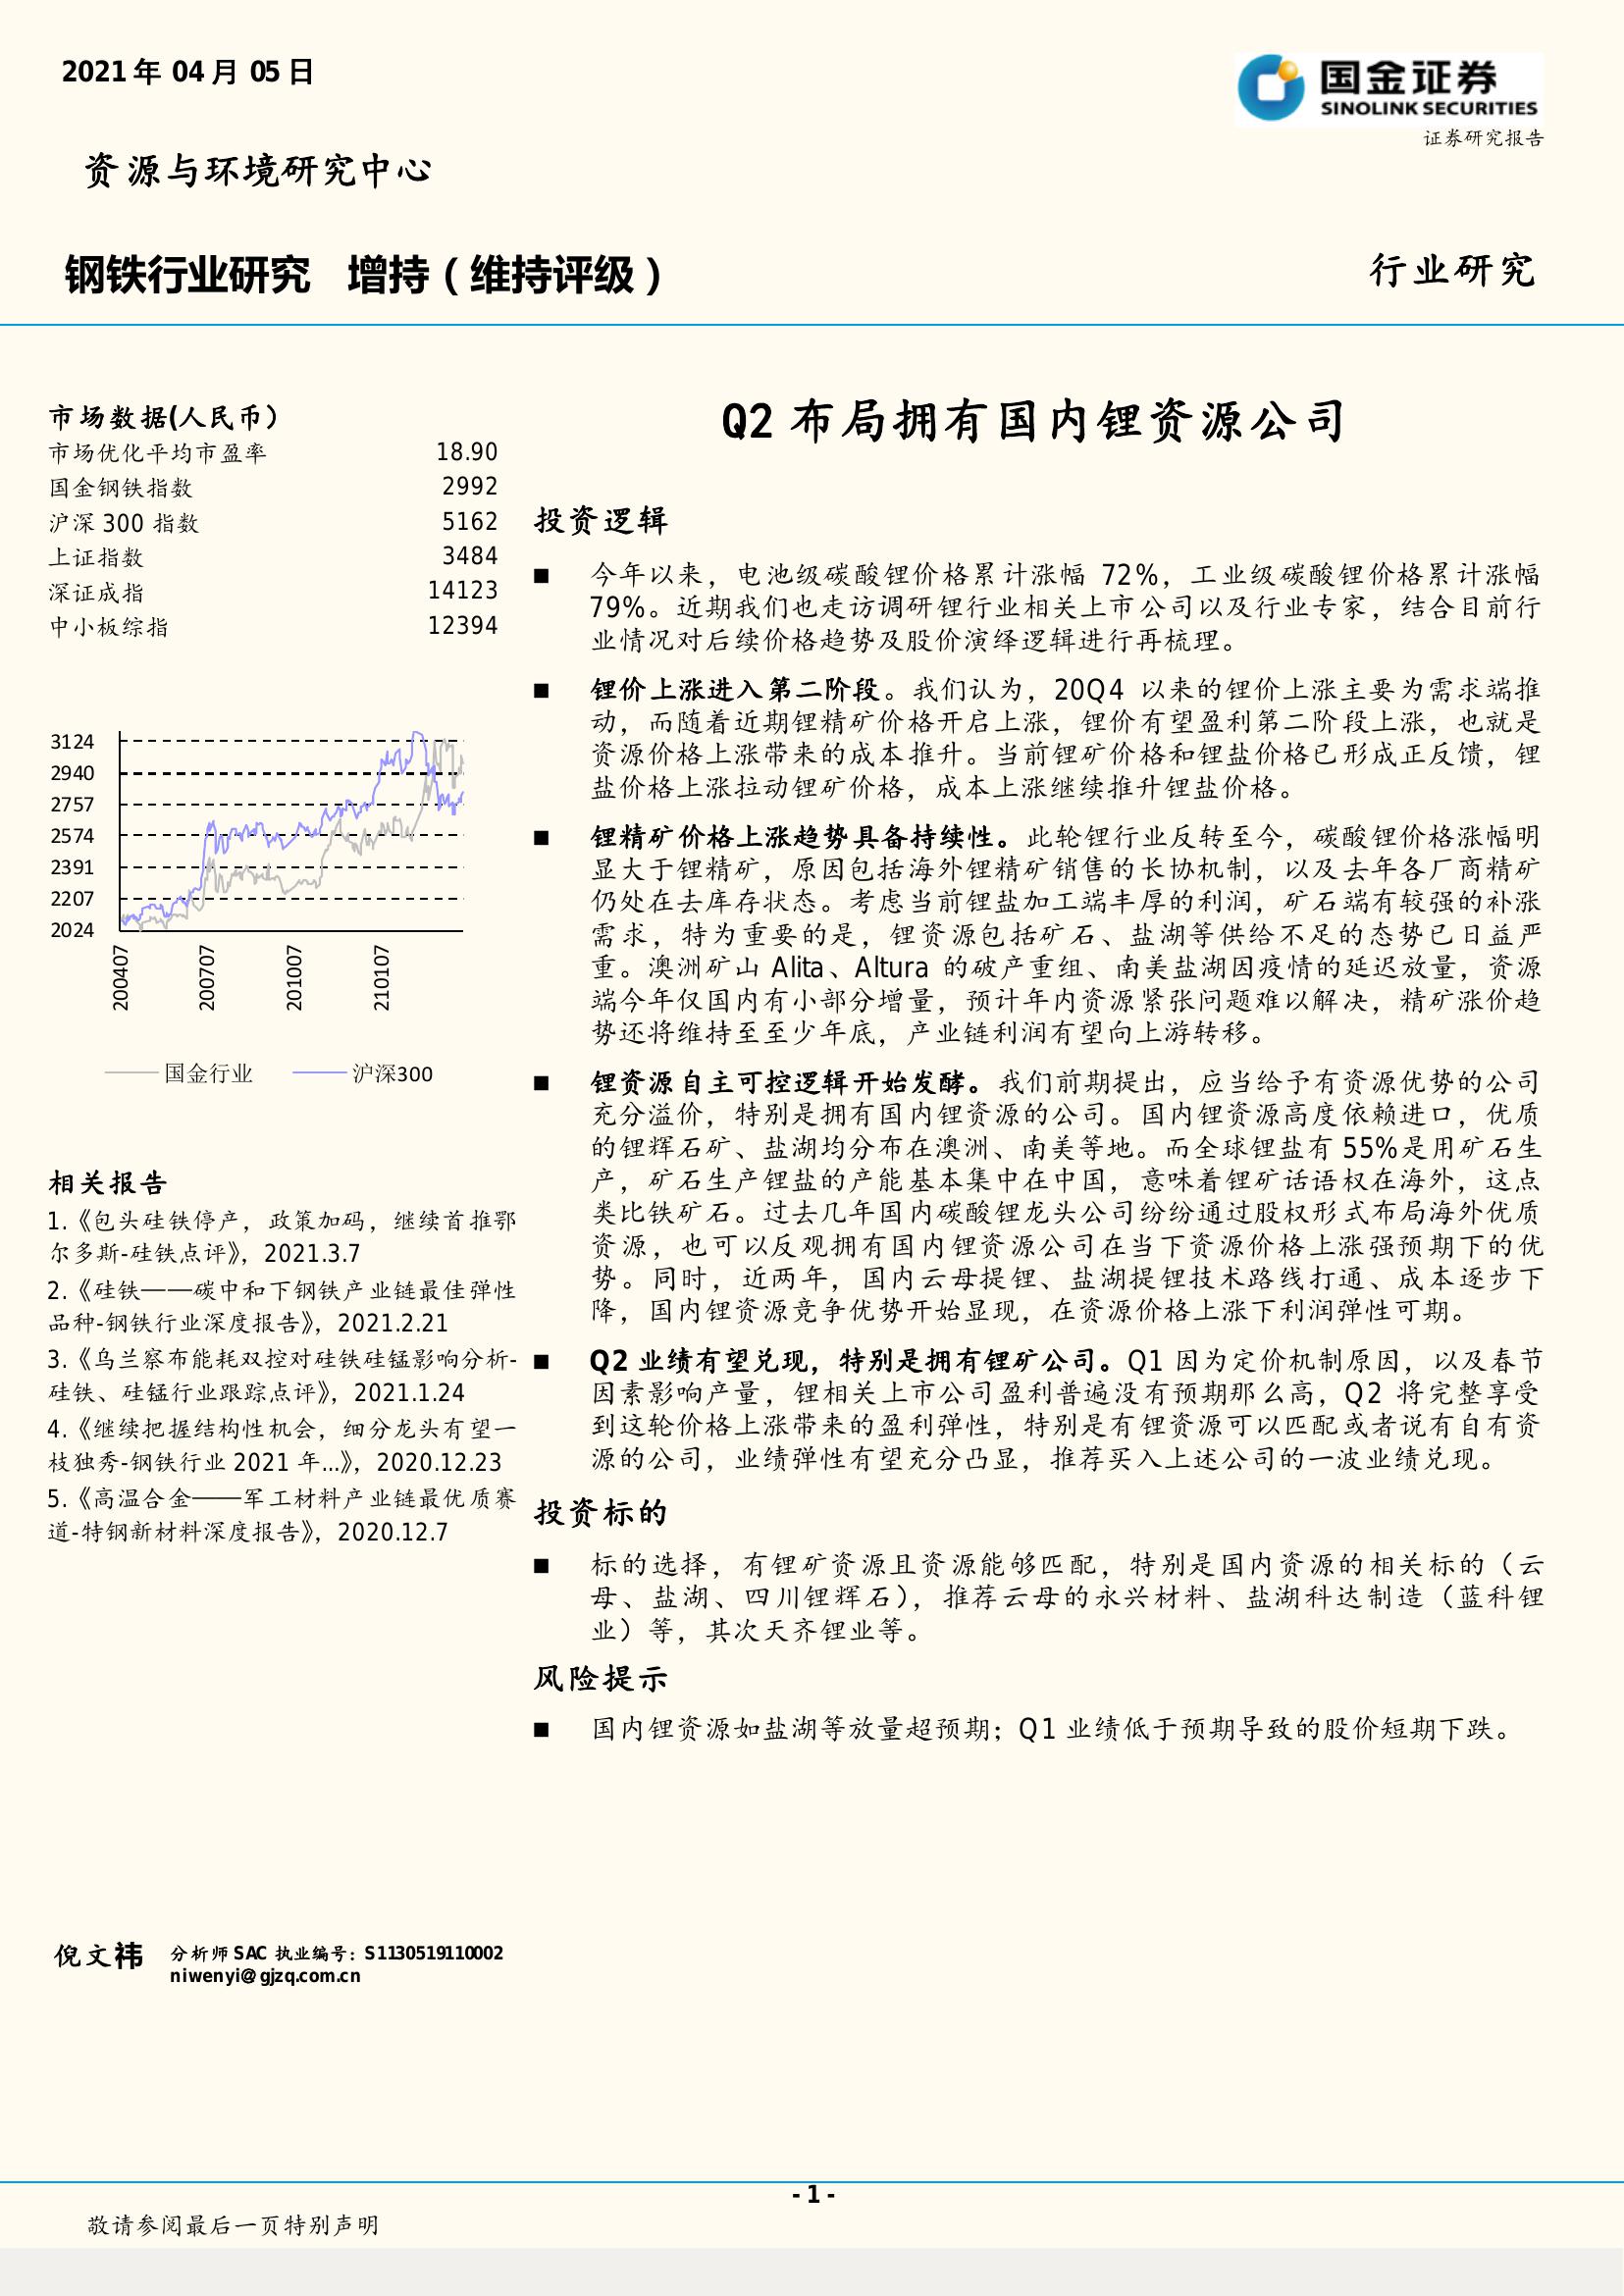 2021 年 04 月 05 日
国金证券
SINOLINK SECURITIES
证券研究报告
资源与环境研究中心
钢铁行业研究 增持（维持评级）
行业研究
市场数据(人民币）
市场优化平均市盈率 18.90
国金钢铁指数 2992
沪深 300 指数 5162
上证指数 3484
深证成指 14123
中小板综指 12394
3124
2940
2757
2574
2391
2207
2024
200407
200707
201007
210107
国金行业 沪深300
相关报告
1.《包头硅铁停产，政策加码，继续首推鄂
尔多斯-硅铁点评》，2021.3.7
2.《硅铁——碳中和下钢铁产业链最佳弹性
品种-钢铁行业深度报告》，2021.2.21
3.《乌兰察布能耗双控对硅铁硅锰影响分析-
硅铁、硅锰行业跟踪点评》，2021.1.24
4.《继续把握结构性机会，细分龙头有望一
枝独秀-钢铁行业 2021 年...》，2020.12.23
5.《高温合金——军工材料产业链最优质赛
道-特钢新材料深度报告》，2020.12.7
倪文祎
分析师 SAC 执业编号：S1130519110002
niwenyi@gjzq.com.cn
Q2 布局拥有国内锂资源公司
投资逻辑
■ 今年以来，电池级碳酸锂价格累计涨幅 72%，工业级碳酸锂价格累计涨幅
79%。近期我们也走访调研锂行业相关上市公司以及行业专家，结合目前行
业情况对后续价格趋势及股价演绎逻辑进行再梳理。
■ 锂价上涨进入第二阶段。我们认为，20Q4 以来的锂价上涨主要为需求端推
动，而随着近期锂精矿价格开启上涨，锂价有望盈利第二阶段上涨，也就是
资源价格上涨带来的成本推升。当前锂矿价格和锂盐价格已形成正反馈，锂
盐价格上涨拉动锂矿价格，成本上涨继续推升锂盐价格。
■ 锂精矿价格上涨趋势具备持续性。此轮锂行业反转至今，碳酸锂价格涨幅明
显大于锂精矿，原因包括海外锂精矿销售的长协机制，以及去年各厂商精矿
仍处在去库存状态。考虑当前锂盐加工端丰厚的利润，矿石端有较强的补涨
需求，特为重要的是，锂资源包括矿石、盐湖等供给不足的态势已日益严
重。澳洲矿山 Alita、Altura 的破产重组、南美盐湖因疫情的延迟放量，资源
端今年仅国内有小部分增量，预计年内资源紧张问题难以解决，精矿涨价趋
势还将维持至至少年底，产业链利润有望向上游转移。
■ 锂资源自主可控逻辑开始发酵。我们前期提出，应当给予有资源优势的公司
充分溢价，特别是拥有国内锂资源的公司。国内锂资源高度依赖进口，优质
的锂辉石矿、盐湖均分布在澳洲、南美等地。而全球锂盐有 55%是用矿石生
产，矿石生产锂盐的产能基本集中在中国，意味着锂矿话语权在海外，这点
类比铁矿石。过去几年国内碳酸锂龙头公司纷纷通过股权形式布局海外优质
资源，也可以反观拥有国内锂资源公司在当下资源价格上涨强预期下的优
势。同时，近两年，国内云母提锂、盐湖提锂技术路线打通、成本逐步下
降，国内锂资源竞争优势开始显现，在资源价格上涨下利润弹性可期。
■ Q2 业绩有望兑现，特别是拥有锂矿公司。Q1 因为定价机制原因，以及春节
因素影响产量，锂相关上市公司盈利普遍没有预期那么高，Q2 将完整享受
到这轮价格上涨带来的盈利弹性，特别是有锂资源可以匹配或者说有自有资
源的公司，业绩弹性有望充分凸显，推荐买入上述公司的一波业绩兑现。
投资标的
■ 标的选择，有锂矿资源且资源能够匹配，特别是国内资源的相关标的（云
母、盐湖、四川锂辉石），推荐云母的永兴材料、盐湖科达制造（蓝科锂
业）等，其次天齐锂业等。
风险提示
■ 国内锂资源如盐湖等放量超预期；Q1 业绩低于预期导致的股价短期下跌。
- 1 -
敬请参阅最后一页特别声明